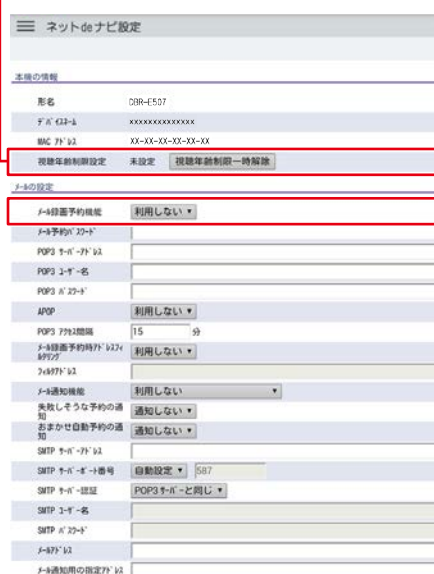 ネットdeナビ設定
本機の情報
形名 DBR-E507
ﾃﾞﾊﾞｲｽﾈｰﾑ xxxxxxxxxxxxxx
MAC ｱﾄﾞﾚｽ XX-XX-XX-XX-XX-XX
視聴年齢制限設定 未設定 視聴年齢制限一時解除
ﾒｰﾙの設定
ﾒｰﾙ録画予約機能 利用しない
ﾒｰﾙ予約ﾊﾟｽﾜｰﾄﾞ
POP3 ｻｰﾊﾞｰｱﾄﾞﾚｽ
POP3 ﾕｰｻﾞｰ名
POP3 ﾊﾟｽﾜｰﾄﾞ
APOP 利用しない
POP3 ｱｸｾｽ間隔 15 分
ﾒｰﾙ録画予約時ｱﾄﾞﾚｽﾌｨ
ﾙﾀﾘﾝｸﾞ 利用しない
ﾌｨﾙﾀｱﾄﾞﾚｽ
ﾒｰﾙ通知機能 利用しない
失敗しそうな予約の通
知 通知しない
おまかせ自動予約の通
知 通知しない
SMTP ｻｰﾊﾞｰｱﾄﾞﾚｽ
SMTP ｻｰﾊﾞｰﾎﾟｰﾄ番号 自動設定 587
SMTP ｻｰﾊﾞｰ認証 POP3 ｻｰﾊﾞｰと同じ
SMTP ﾕｰｻﾞｰ名
SMTP ﾊﾟｽﾜｰﾄﾞ
ﾒｰﾙｱﾄﾞﾚｽ
ﾒｰﾙ通知用の指定ｱﾄﾞﾚｽ